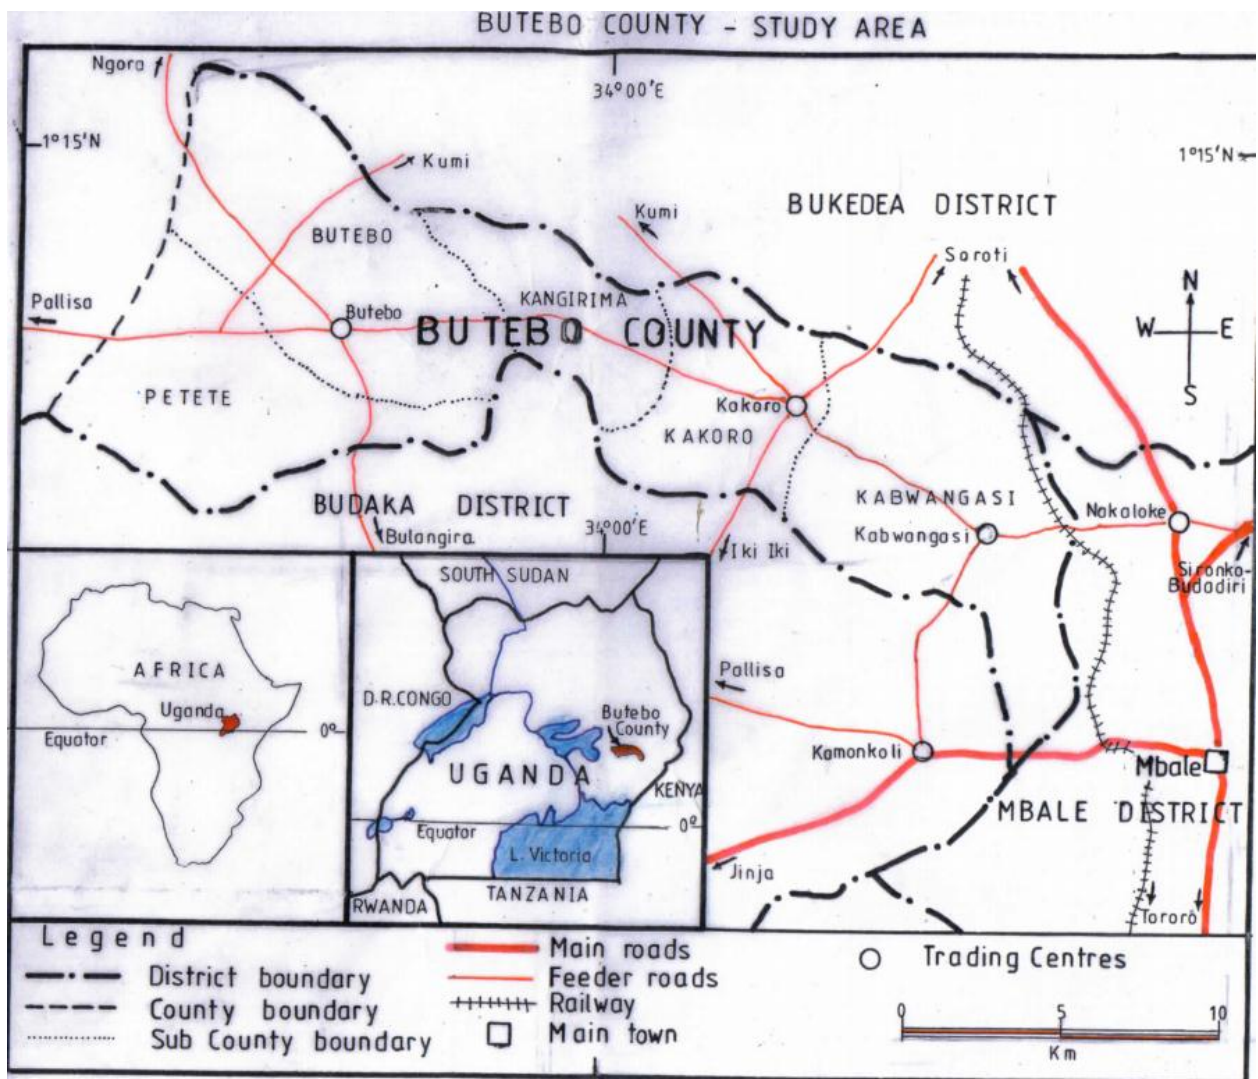 BUTEBO COUNTY - STUDY AREA
Ngora
34°00'E
1°15'N
1°15'N
Kumi
BUKEDEA DISTRICT
Kumi
BUTEBO
Soroti
N
Pallisa
Butebo
KANGIRIMA
W E
BUTEBO COUNTY
S
PETETE
Kakoro
KAKORO
BUDAKA DISTRICT
KABWANGASI
Nakaloke
34°00'E
Kabwangasi
Bulangira
Iki Iki
Sironko-
Budadiri
SOUTH SUDAN
AFRICA
Uganda
Equator
0°
D.R.CONGO
Butebo
County
UGANDA
KENYA
Equator
0°
L. Victoria
TANZANIA
RWANDA
Pallisa
Kamonkoli
Mbale
MBALE DISTRICT
Jinja
Tororo
Legend
District boundary
County boundary
Sub County boundary
Main roads
Feeder roads
Railway
Main town
Trading Centres
0 5 10
Km